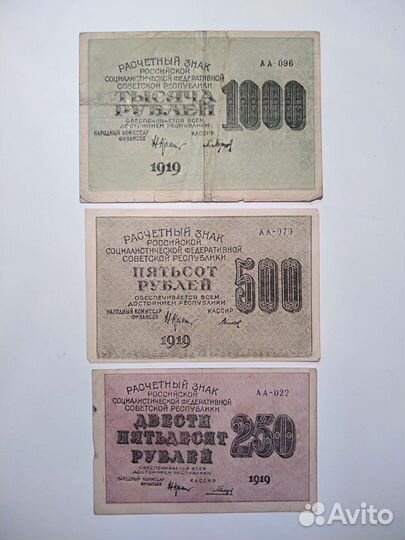 РАСЧЕТНЫЙ ЗНАК
РОССИЙСКОЙ
СОЦИАЛИСТИЧЕСКОЙ ФЕДЕРАТИВНОЙ
СОВЕТСКОЙ РЕСПУБЛИКИ
ТЫСЯЧА
РУБЛЕЙ
ОБЕСПЕЧИВАЕТСЯ ВСЕМ
ДОСТОЯНИЕМ РЕСПУБЛИКИ
НАРОДНЫЙ КОМИССАР
ФИНАНСОВ
КАССИР
1919
АА-096
1000
РАСЧЕТНЫЙ ЗНАК
РОССИЙСКОЙ
СОЦИАЛИСТИЧЕСКОЙ ФЕДЕРАТИВНОЙ
СОВЕТСКОЙ РЕСПУБЛИКИ
ПЯТЬСОТ
РУБЛЕЙ
ОБЕСПЕЧИВАЕТСЯ ВСЕМ
ДОСТОЯНИЕМ РЕСПУБЛИКИ
НАРОДНЫЙ КОМИССАР
ФИНАНСОВ
КАССИР
1919
АА-070
500
РАСЧЕТНЫЙ ЗНАК
РОССИЙСКОЙ
СОЦИАЛИСТИЧЕСКОЙ ФЕДЕРАТИВНОЙ
СОВЕТСКОЙ РЕСПУБЛИКИ
ДВЕСТИ
ПЯТЬДЕСЯТ
РУБЛЕЙ
ОБЕСПЕЧИВАЕТСЯ ВСЕМ
ДОСТОЯНИЕМ РЕСПУБЛИКИ
НАРОДНЫЙ КОМИССАР
ФИНАНСОВ
КАССИР
АА-022
250
1919
Avito